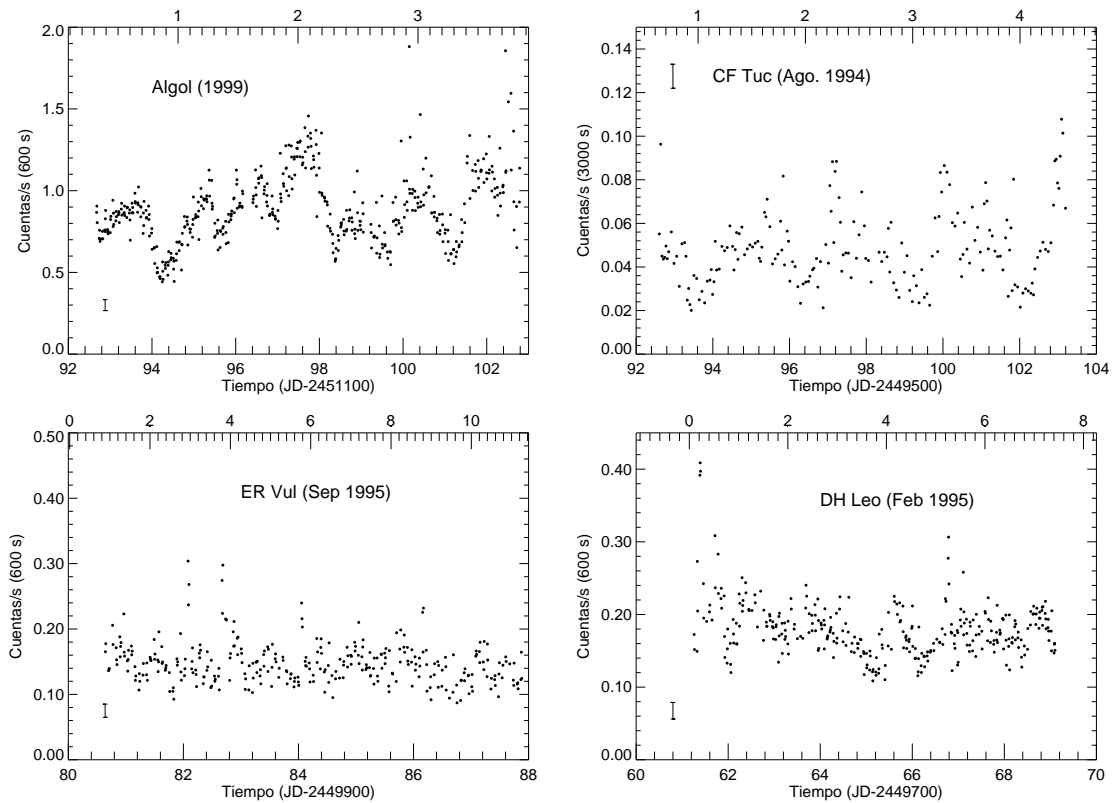 1 2 3
2.0
1.5
1.0
0.5
0.0
Cuentas/s (600 s)
Algol (1999)
92 94 96 98 100 102
Tiempo (JD-2451100)
1 2 3 4
0.14
0.12
0.10
0.08
0.06
0.04
0.02
0.00
Cuentas/s (3000 s)
CF Tuc (Ago. 1994)
92 94 96 98 100 102 104
Tiempo (JD-2449500)
0 2 4 6 8 10
0.50
0.40
0.30
0.20
0.10
0.00
Cuentas/s (600 s)
ER Vul (Sep 1995)
80 82 84 86 88
Tiempo (JD-2449900)
0 2 4 6 8
0.40
0.30
0.20
0.10
0.00
Cuentas/s (600 s)
DH Leo (Feb 1995)
60 62 64 66 68 70
Tiempo (JD-2449700)